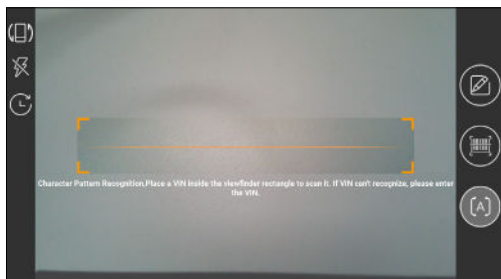 Character Pattern Recognition,Place a VIN inside the viewfinder rectangle to scan it. If VIN can't recognize, please enter
the VIN.
[A]